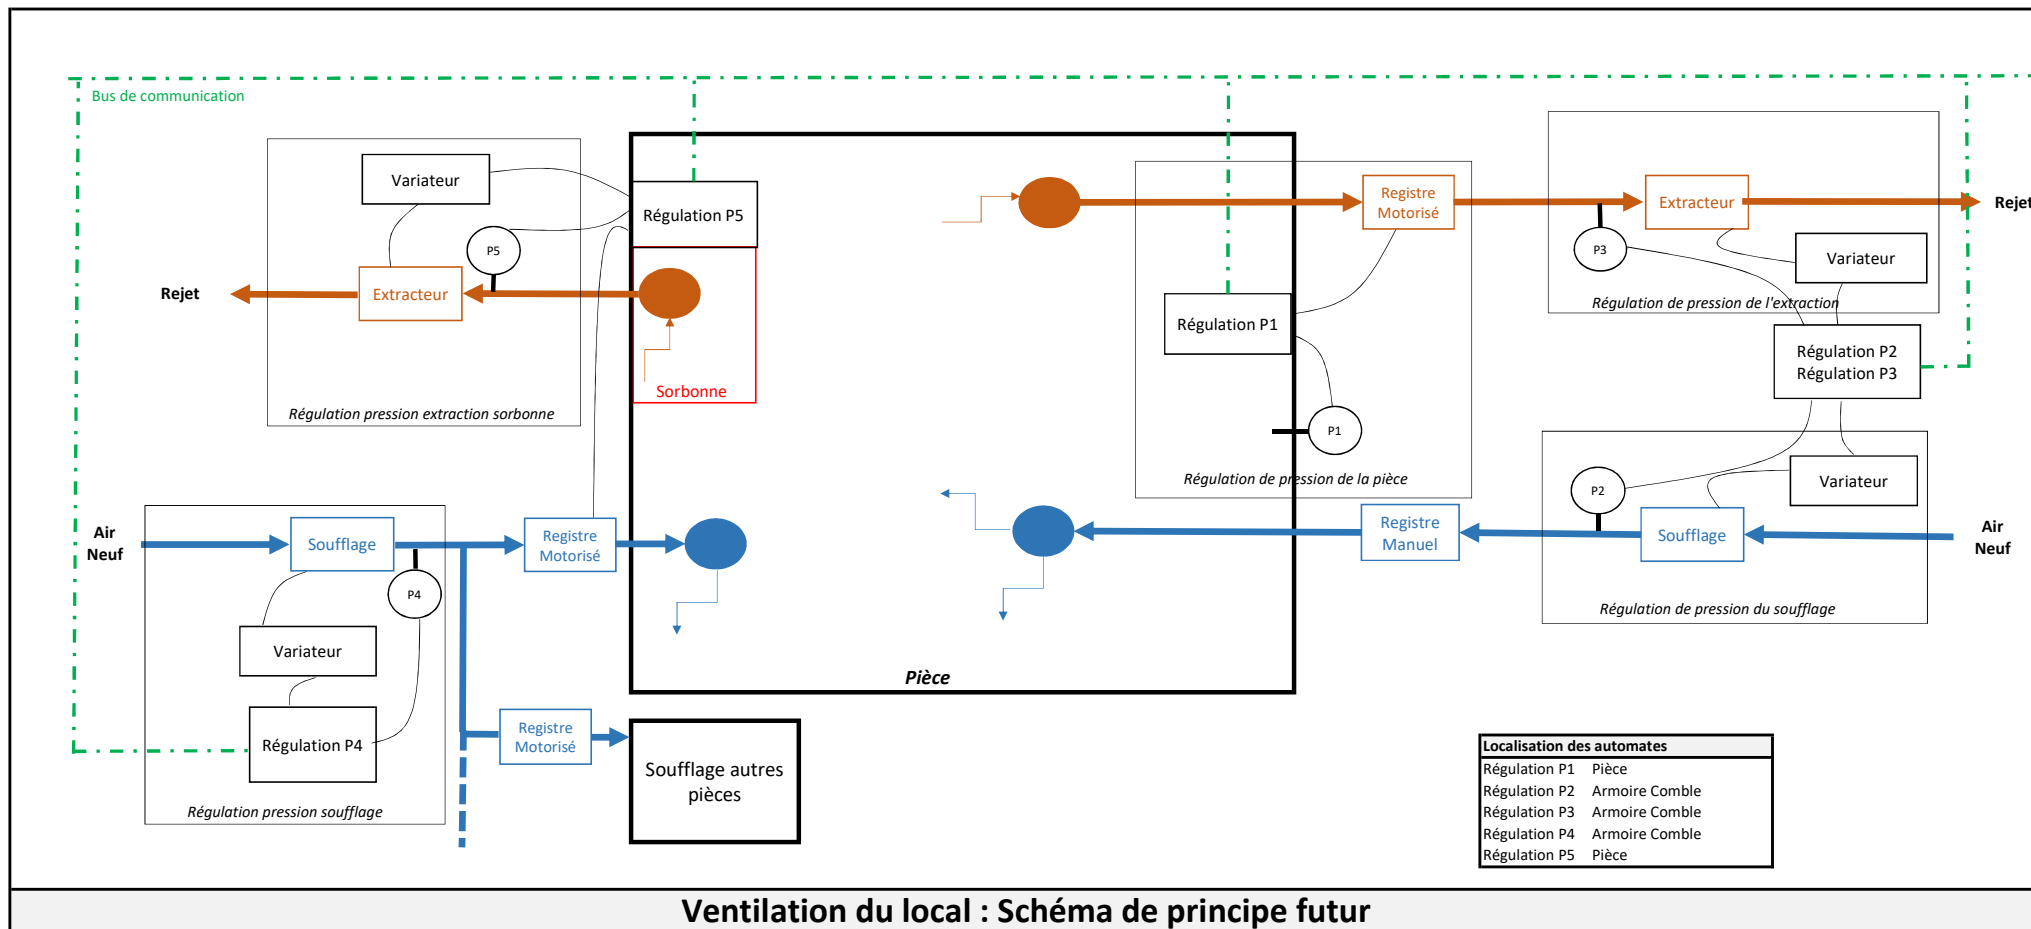 Bus de communication
Variateur
Régulation P5
P5
Extracteur
Rejet
Sorbonne
Régulation pression extraction sorbonne
Registre
Motorisé
Extracteur
Rejet
P3
Variateur
Régulation de pression de l'extraction
Régulation P1
Régulation P2
Régulation P3
P1
Régulation de pression de la pièce
Air
Neuf
Soufflage
Registre
Motorisé
P4
Variateur
Régulation P4
Régulation pression soufflage
Registre
Manuel
P2
Variateur
Soufflage
Air
Neuf
Régulation de pression du soufflage
Pièce
Registre
Motorisé
Soufflage autres
pièces
Localisation des automates
Régulation P1 Pièce
Régulation P2 Armoire Comble
Régulation P3 Armoire Comble
Régulation P4 Armoire Comble
Régulation P5 Pièce
Ventilation du local : Schéma de principe futur